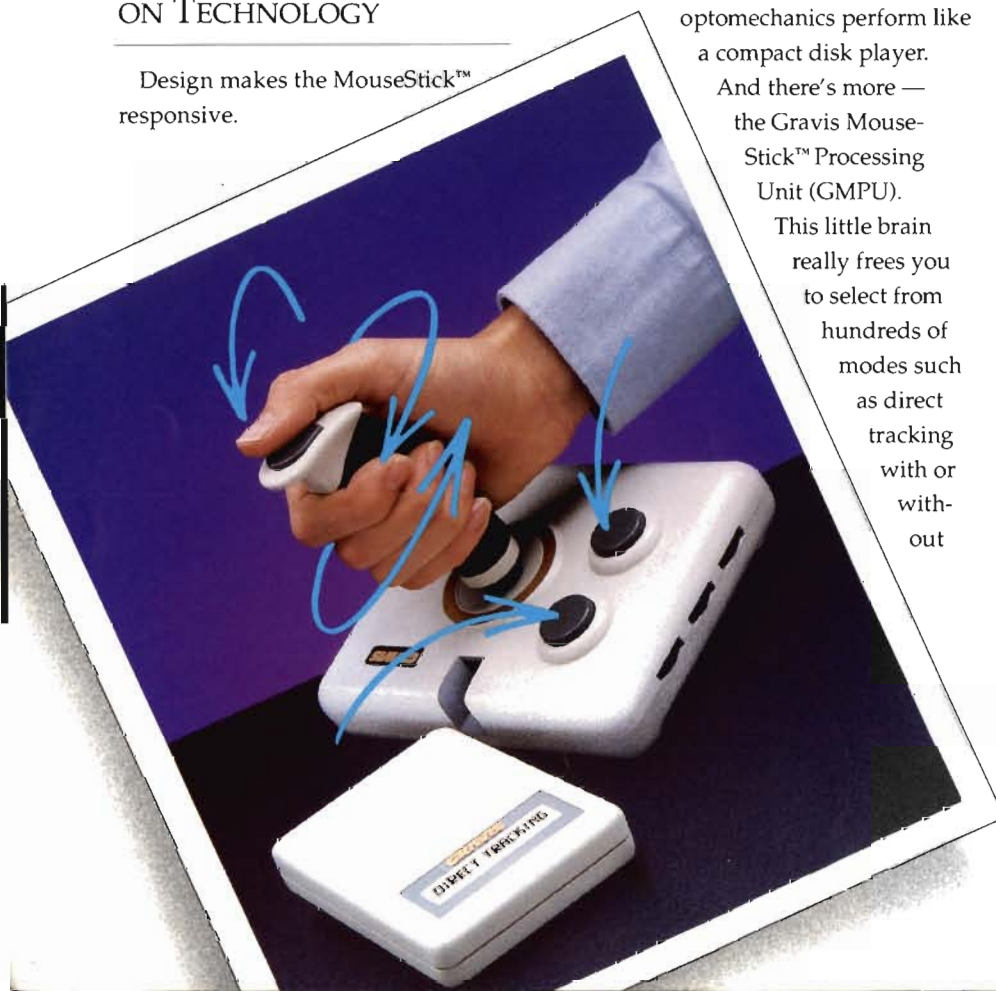 ON TECHNOLOGY
Design makes the MouseStick™
responsive.
optomechanics perform like
a compact disk player.
And there's more —
the Gravis Mouse-
Stick™ Processing
Unit (GMPU).
This little brain
really frees you
to select from
hundreds of
modes such
as direct
tracking
with or
with-
out
DIRECT TRACKING